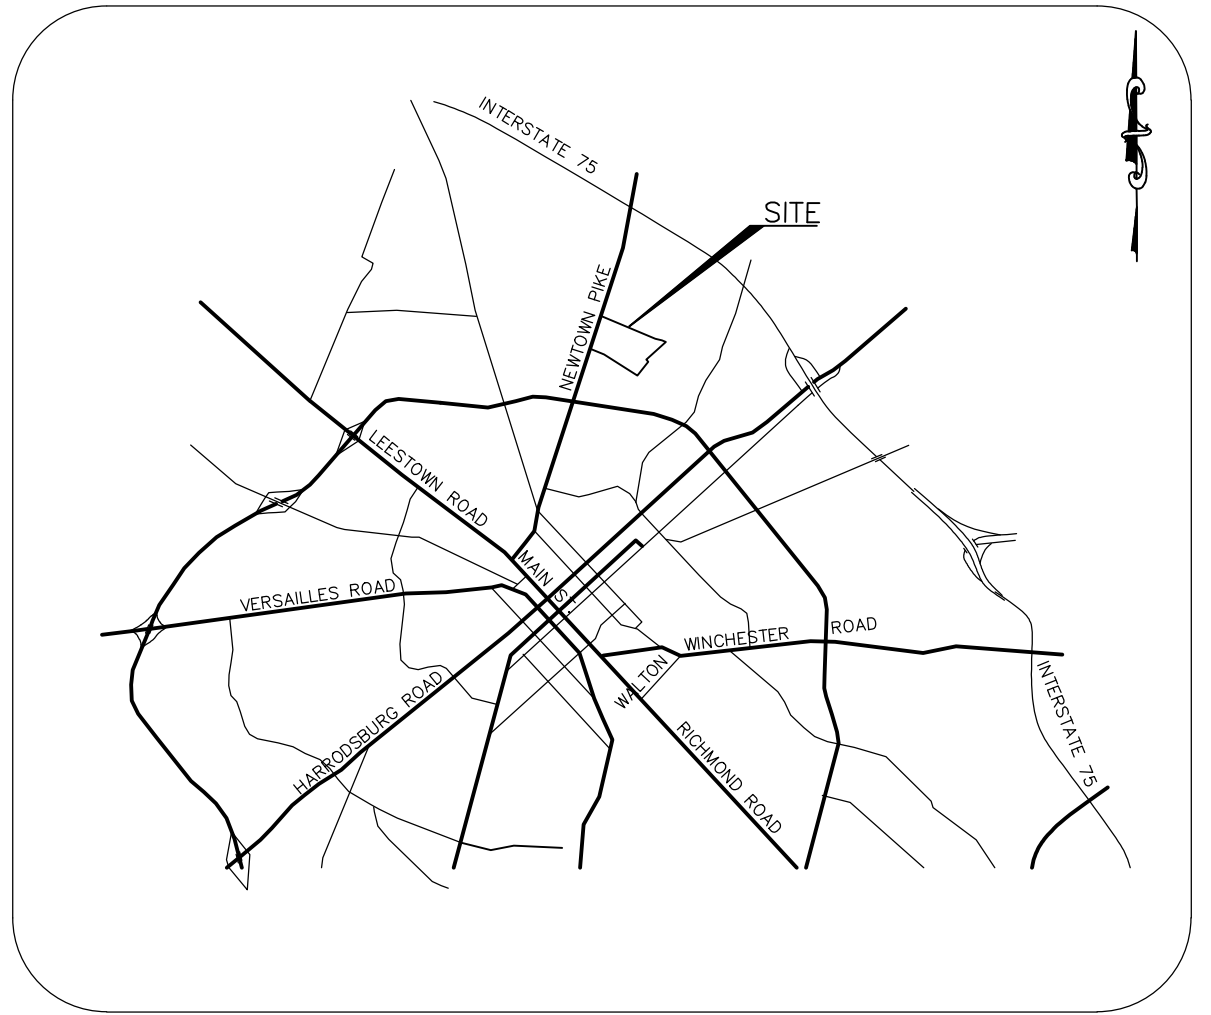 INTERSTATE 75
SITE
NEWTOWN PIKE
LEESTOWN ROAD
MAIN ST.
VERSAILLES ROAD
WINCHESTER ROAD
WALTON
INTERSTATE 75
HARRODSBURG ROAD
RICHMOND ROAD